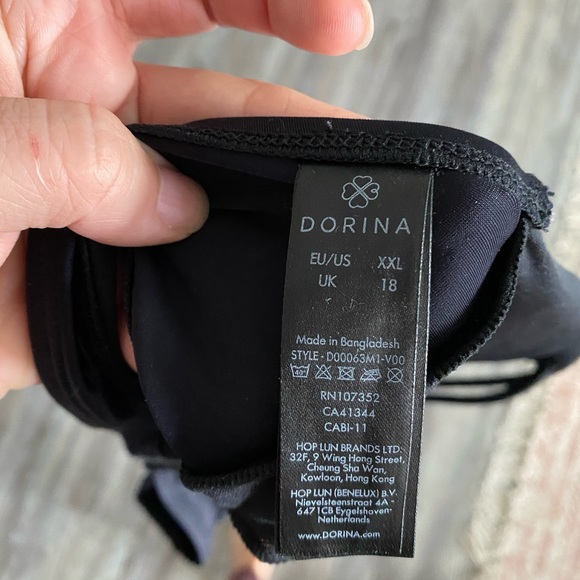 DORINA
EU/US XXL
UK 18
Made in Bangladesh
STYLE - D00063M1-V00
40°
RN107352
CA41344
CABI-11
HOP LUN BRANDS LTD:
32F, 9 Wing Hong Street,
Cheung Sha Wan,
Kowloon, Hong Kong
HOP LUN (BENELUX) B.V.
Nievelsteenstraat 4A -
6471CB Eygelshoven-
Netherlands
www.DORINA.com